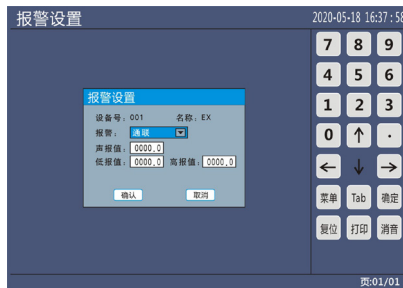 报警设置
2020-05-18 16:37:58
报警设置
设备号：001 名称：EX
报警：通联
声报值：0000.0
低报值：0000.0 高报值：0000.0
确认 取消
7 8 9
4 5 6
1 2 3
0 ↑ ·
← ↓ →
菜单 Tab 确定
复位 打印 消音
页:01/01